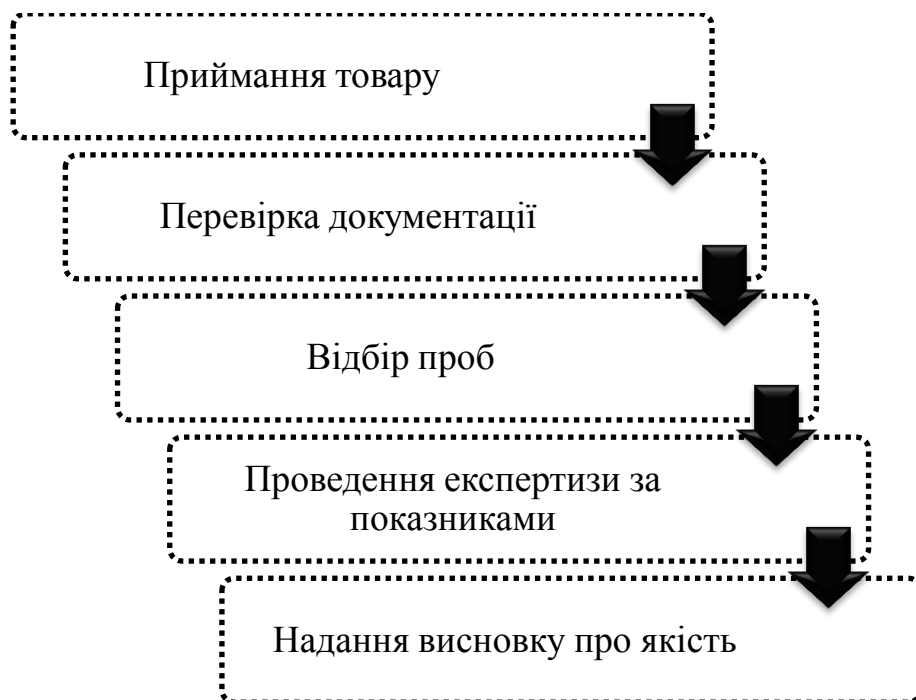 Приймання товару
Перевірка документації
Відбір проб
Проведення експертизи за
показниками
Надання висновку про якість